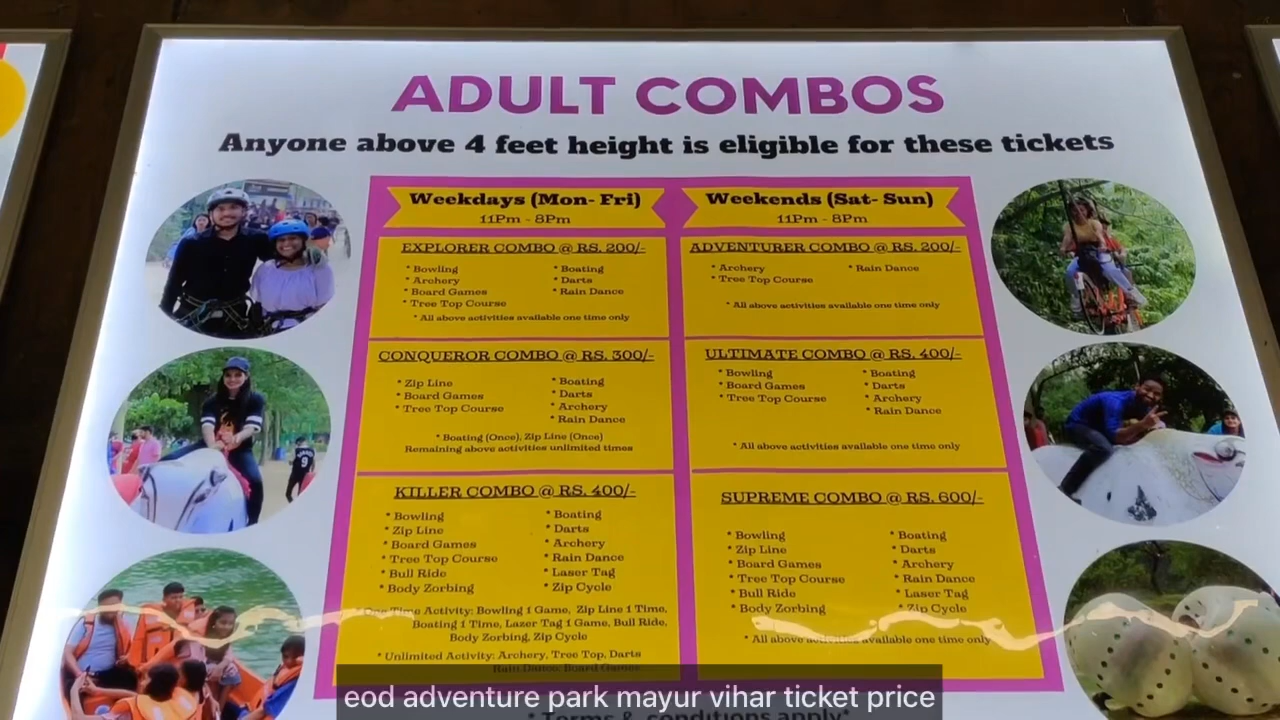 ADULT COMBOS
Anyone above 4 feet height is eligible for these tickets
Weekdays (Mon- Fri)
11Pm - 8Pm
EXPLORER COMBO @ RS. 200/-
* Bowling
* Archery
* Board Games
* Tree Top Course
* Boating
* Darts
* Rain Dance
* All above activities available one time only
CONQUEROR COMBO @ RS. 300/-
* Zip Line
* Board Games
* Tree Top Course
* Boating
* Darts
* Archery
* Rain Dance
* Boating (Once), Zip Line (Once)
Remaining above activities unlimited times
KILLER COMBO @ RS. 400/-
* Bowling
* Zip Line
* Board Games
* Tree Top Course
* Bull Ride
* Body Zorbing
* Boating
* Darts
* Archery
* Rain Dance
* Laser Tag
* Zip Cycle
One Time Activity: Bowling 1 Game, Zip Line 1 Time,
Boating 1 Time, Lazer Tag 1 Game, Bull Ride,
Body Zorbing, Zip Cycle
* Unlimited Activity: Archery, Tree Top, Darts
Rain Dance, Board Games
Weekends (Sat- Sun)
11Pm - 8Pm
ADVENTURER COMBO @ RS. 200/-
* Archery
* Tree Top Course
* Rain Dance
* All above activities available one time only
ULTIMATE COMBO @ RS. 400/-
* Bowling
* Board Games
* Tree Top Course
* Boating
* Darts
* Archery
* Rain Dance
* All above activities available one time only
SUPREME COMBO @ RS. 600/-
* Bowling
* Zip Line
* Board Games
* Tree Top Course
* Bull Ride
* Body Zorbing
* Boating
* Darts
* Archery
* Rain Dance
* Laser Tag
* Zip Cycle
* All above activities available one time only
* Terms & conditions apply*
9
eod adventure park mayur vihar ticket price